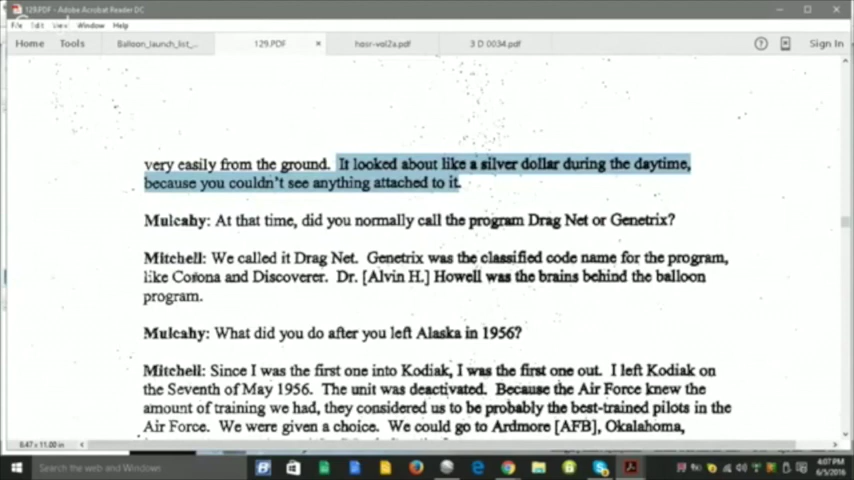 129.PDF - Adobe Acrobat Reader DC
File Edit View Window Help
Home Tools Balloon_launch_list_... 129.PDF × hasr-vol2a.pdf 3 D 0034.pdf Sign In
very easily from the ground. It looked about like a silver dollar during the daytime,
because you couldn't see anything attached to it.
Mulcahy: At that time, did you normally call the program Drag Net or Genetrix?
Mitchell: We called it Drag Net. Genetrix was the classified code name for the program,
like Corona and Discoverer. Dr. [Alvin H.] Howell was the brains behind the balloon
program.
Mulcahy: What did you do after you left Alaska in 1956?
Mitchell: Since I was the first one into Kodiak, I was the first one out. I left Kodiak on
the Seventh of May 1956. The unit was deactivated. Because the Air Force knew the
amount of training we had, they considered us to be probably the best-trained pilots in the
Air Force. We were given a choice. We could go to Ardmore [AFB], Okalahoma,
8.47 x 11.00 in
Search the web and Windows
4:07 PM
6/5/2016